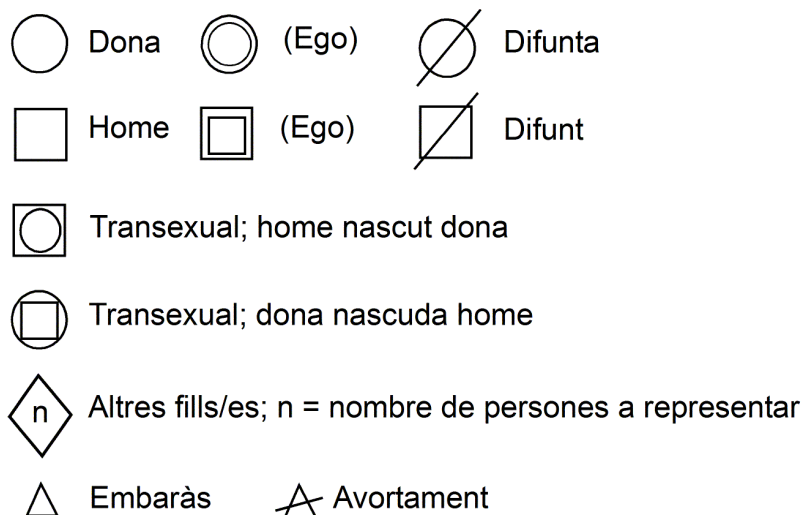 Dona (Ego) Difunta
Home (Ego) Difunt
Transexual; home nascut dona
Transexual; dona nascuda home
n Altres fills/es; n = nombre de persones a representar
Embaràs Avortament